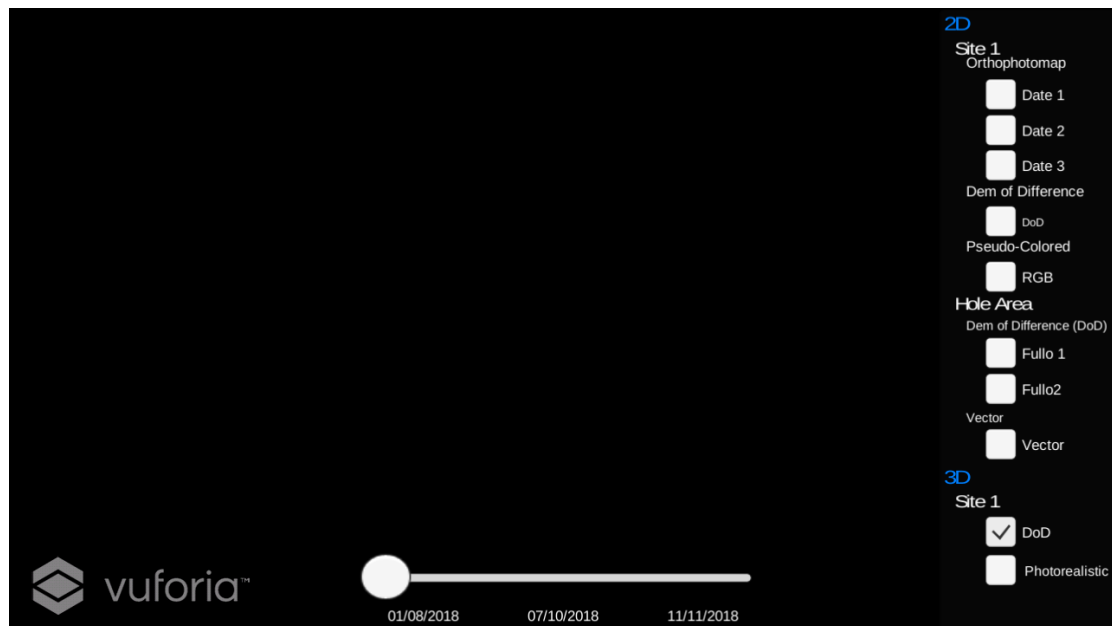 2D
Site 1
Orthophotomap
Date 1
Date 2
Date 3
Dem of Difference
DoD
Pseudo-Colored
RGB
Hole Area
Dem of Difference (DoD)
Fullo 1
Fullo2
Vector
Vector
3D
Site 1
DoD
Photorealistic
vuforia™
01/08/2018 07/10/2018 11/11/2018